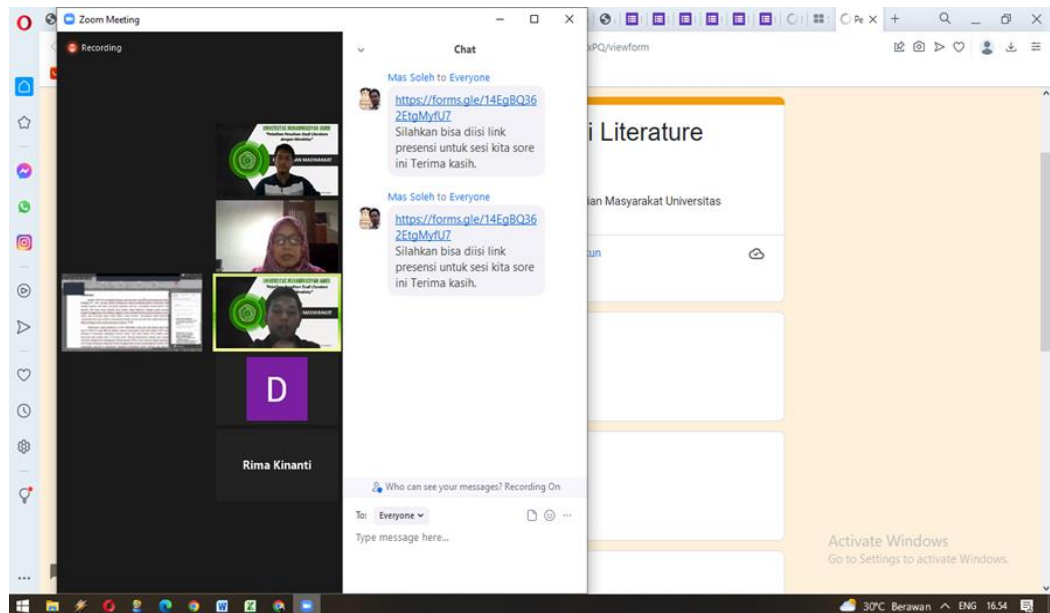 Zoom Meeting
Pe
Recording
Chat
xPQ/viewform
Mas Soleh to Everyone
https://forms.gle/14EgBQ36
2EtgMyfU7
Silahkan bisa diisi link
presensi untuk sesi kita sore
ini Terima kasih.
Mas Soleh to Everyone
https://forms.gle/14EgBQ36
2EtgMyfU7
Silahkan bisa diisi link
presensi untuk sesi kita sore
ini Terima kasih.
i Literature
ian Masyarakat Universitas
un
D
Rima Kinanti
Who can see your messages? Recording On
To: Everyone
Type message here...
Activate Windows
Go to Settings to activate Windows.
30°C Berawan
ENG
16.54